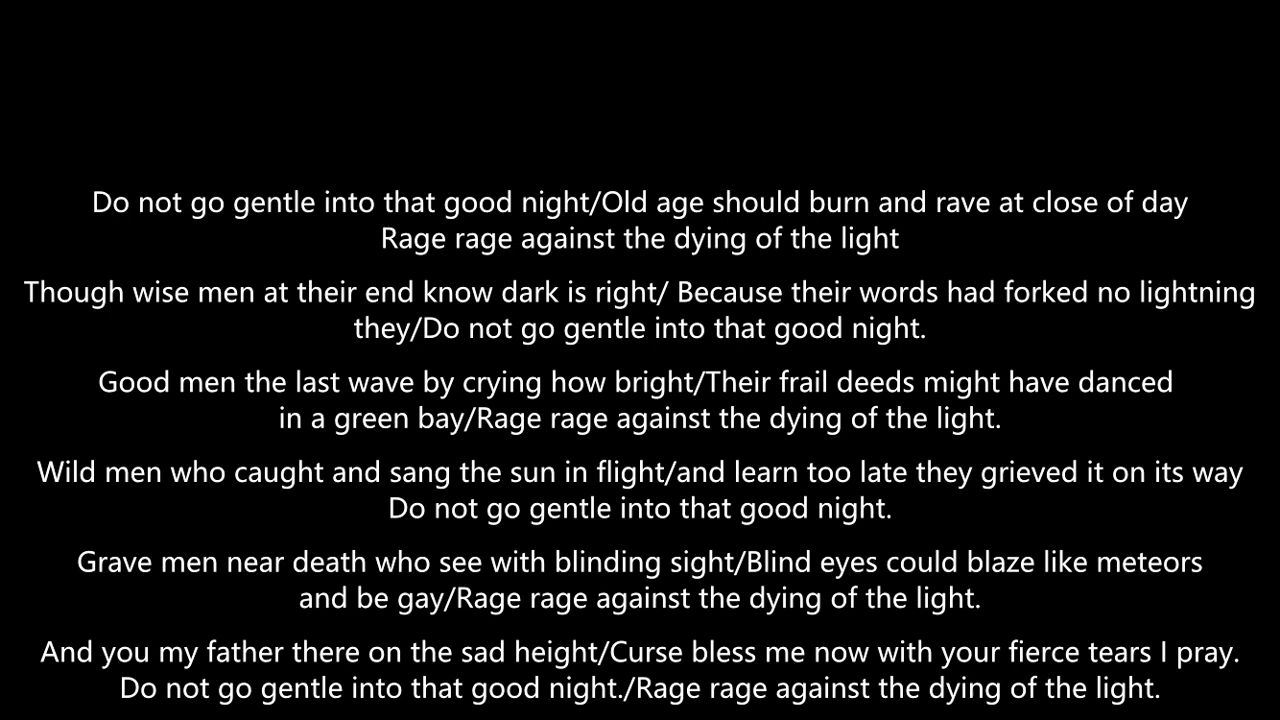 Do not go gentle into that good night/Old age should burn and rave at close of day
Rage rage against the dying of the light
Though wise men at their end know dark is right/ Because their words had forked no lightning
they/Do not go gentle into that good night.
Good men the last wave by crying how bright/Their frail deeds might have danced
in a green bay/Rage rage against the dying of the light.
Wild men who caught and sang the sun in flight/and learn too late they grieved it on its way
Do not go gentle into that good night.
Grave men near death who see with blinding sight/Blind eyes could blaze like meteors
and be gay/Rage rage against the dying of the light.
And you my father there on the sad height/Curse bless me now with your fierce tears I pray.
Do not go gentle into that good night./Rage rage against the dying of the light.